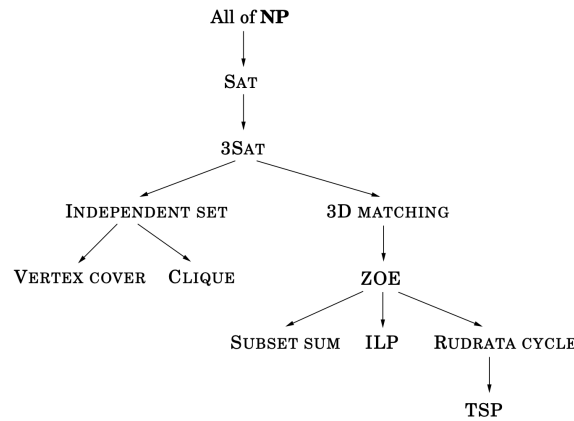 All of NP
SAT
3SAT
INDEPENDENT SET 3D MATCHING
VERTEX COVER CLIQUE ZOE
SUBSET SUM ILP RUDRATA CYCLE
TSP